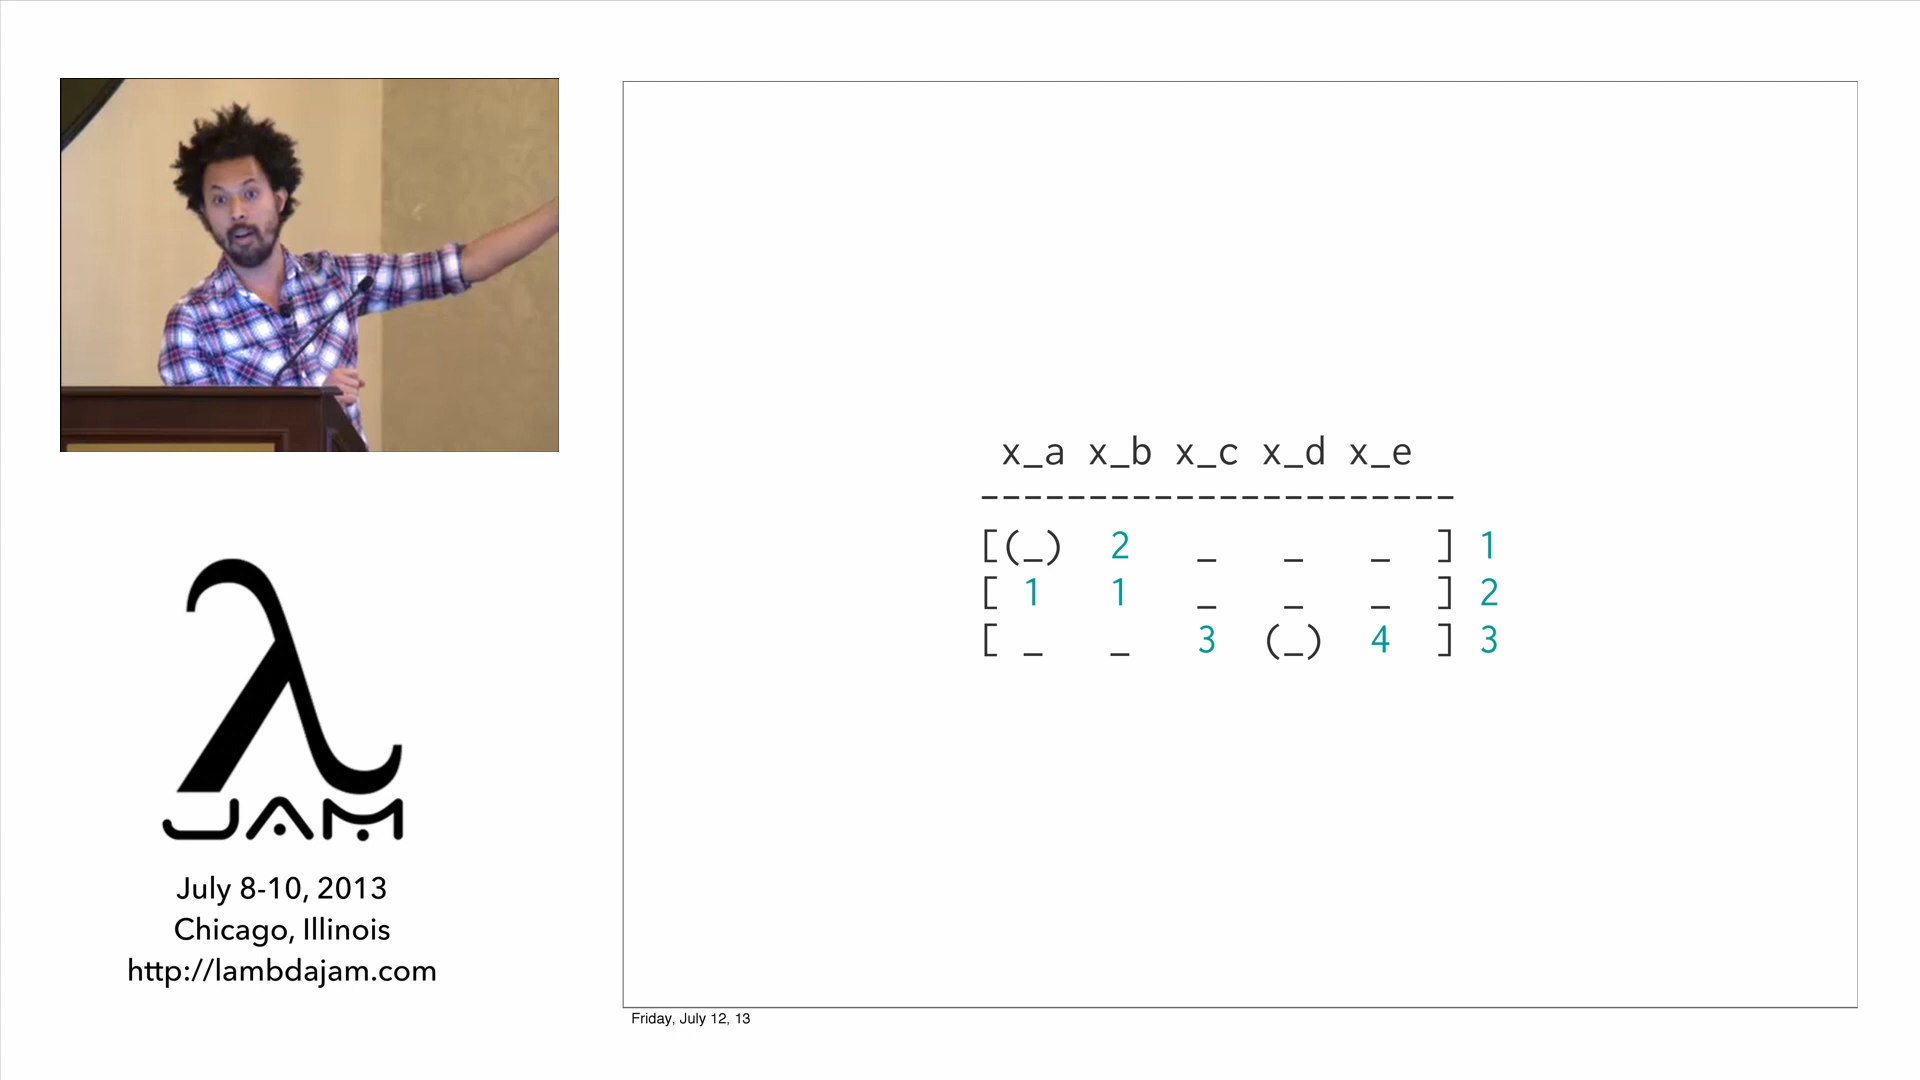 x_a x_b x_c x_d x_e
----------------------
[(_) 2 _ _ _ ] 1
[ 1 1 _ _ _ ] 2
[ _ _ 3 (_) 4 ] 3
λ
JAM
July 8-10, 2013
Chicago, Illinois
http://lambdajam.com
Friday, July 12, 13